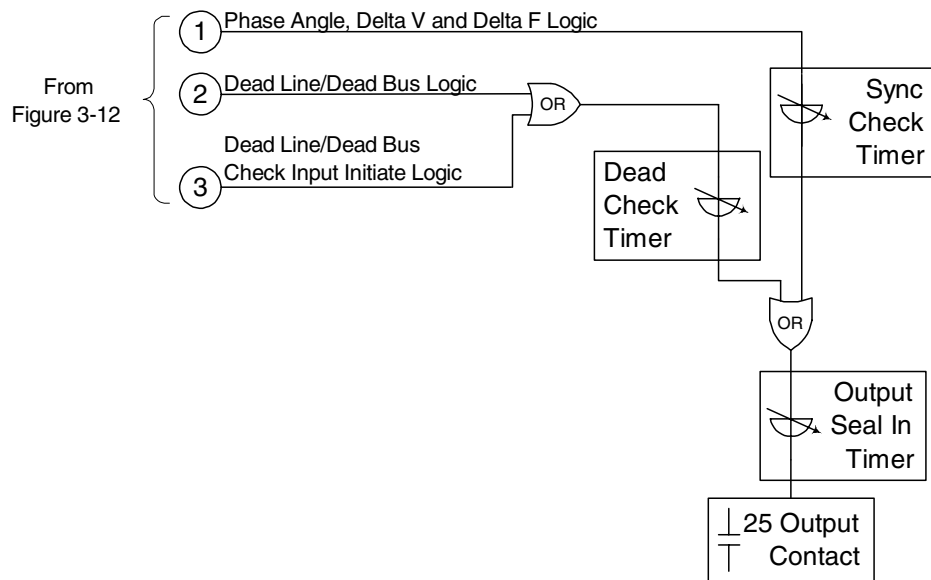 From
Figure 3-12
1
Phase Angle, Delta V and Delta F Logic
2
Dead Line/Dead Bus Logic
OR
3
Dead Line/Dead Bus
Check Input Initiate Logic
Sync
Check
Timer
Dead
Check
Timer
OR
Output
Seal In
Timer
25 Output
Contact